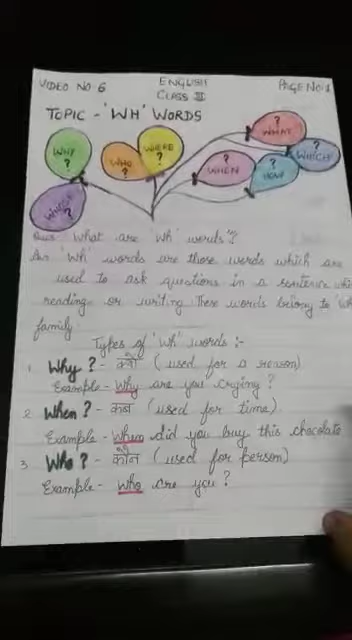 VIDEO NO. 6 ENGLISH PAGE NO:1
CLASS III
TOPIC - 'WH' WORDS
WHY ? WHO ? WHERE ? WHEN ? WHAT ? HOW ? WHICH ?
WHOSE ?
Ques: What are 'Wh' words?
Ans 'Wh' words are those words which are
used to ask questions in a sentence while
reading or writing. These words belong to
family
Types of 'Wh' words :-
1. Why? - क्यों (used for a reason)
Example - Why are you crying?
2. When? - कब (used for time)
Example - When did you buy this chocolate
3. Who? - कौन (used for person)
Example - Who are you?